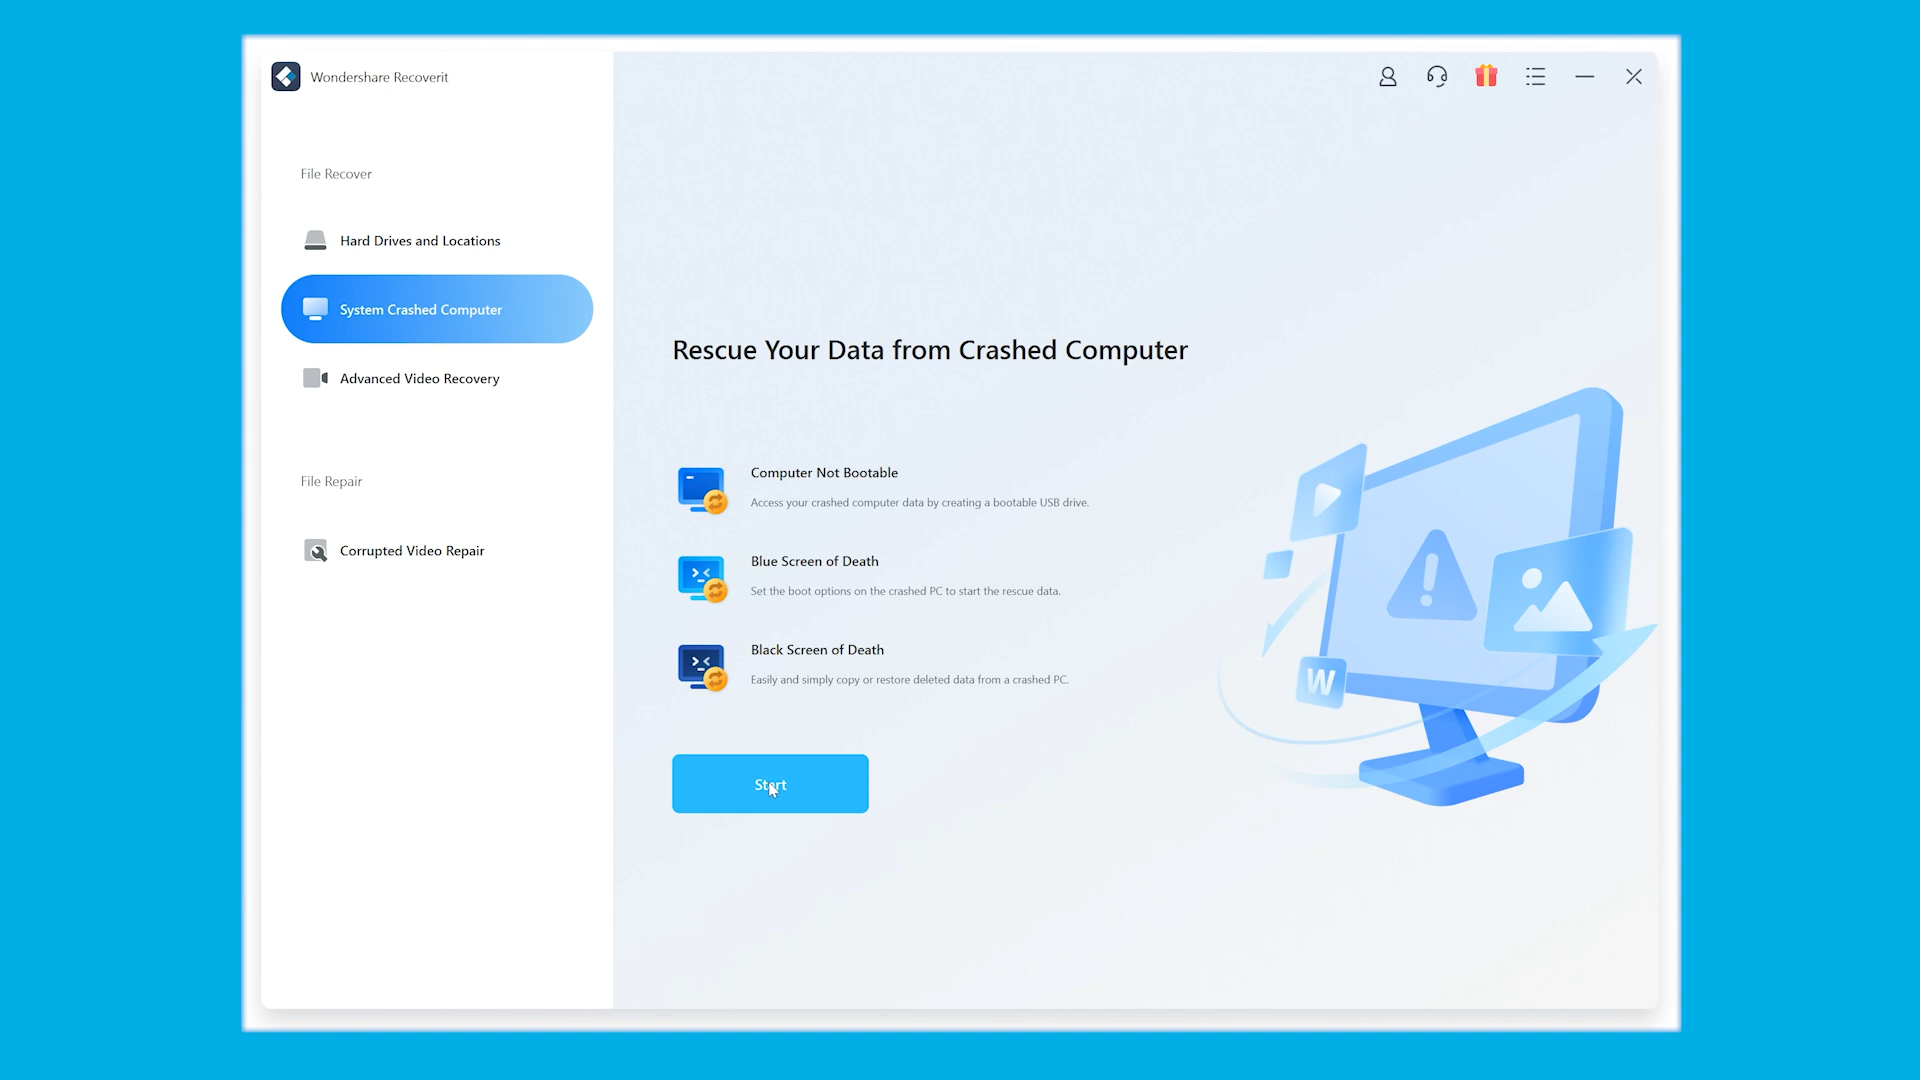 Wondershare Recoverit
File Recover
Hard Drives and Locations
System Crashed Computer
Advanced Video Recovery
File Repair
Corrupted Video Repair
Rescue Your Data from Crashed Computer
Computer Not Bootable
Access your crashed computer data by creating a bootable USB drive.
Blue Screen of Death
Set the boot options on the crashed PC to start the rescue data.
Black Screen of Death
Easily and simply copy or restore deleted data from a crashed PC.
Start
W